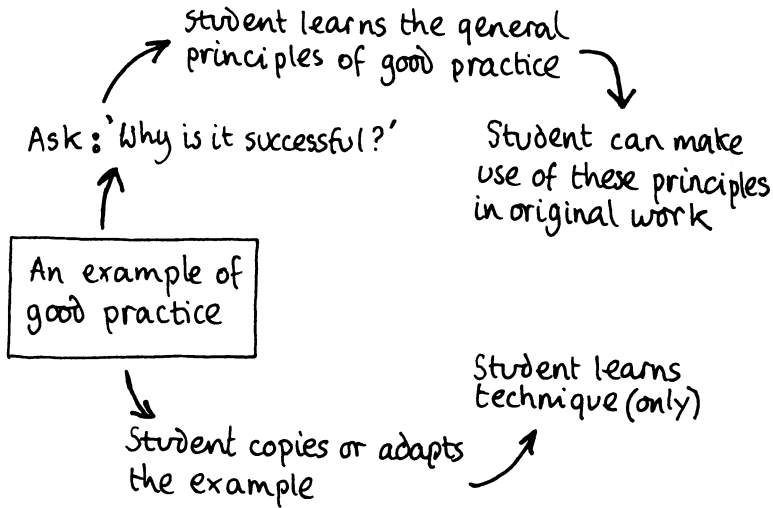 Student learns the general
principles of good practice
Ask: 'Why is it successful?'
Student can make
use of these principles
in original work
An example of
good practice
Student learns
technique (only)
Student copies or adapts
the example